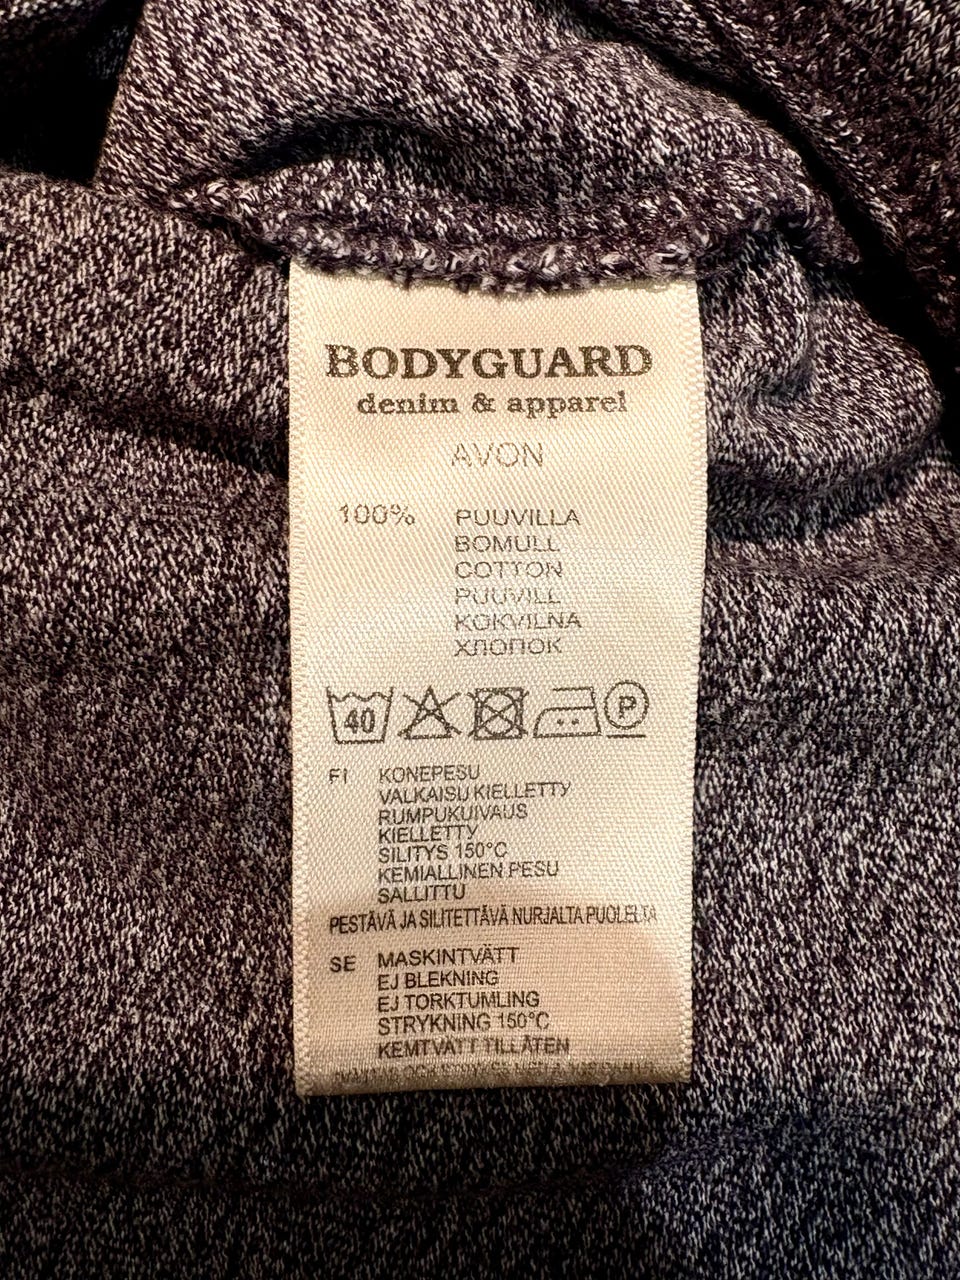 BODYGUARD
denim & apparel
AVON
100% PUUVILLA
BOMULL
COTTON
PUUVILL
KOKVILNA
ХЛОПОК
40 P
FI KONEPESU
VALKAISU KIELLETTY
RUMPUKUIVAUS
KIELLETTY
SILITYS 150°C
KEMIALLINEN PESU
SALLITTU
PESTÄVÄ JA SILITETTÄVÄ NURJALTA PUOLELTA
SE MASKINTVÄTT
EJ BLEKNING
EJ TORKTUMLING
STRYKNING 150°C
KEMTVÄTT TILLÅTEN